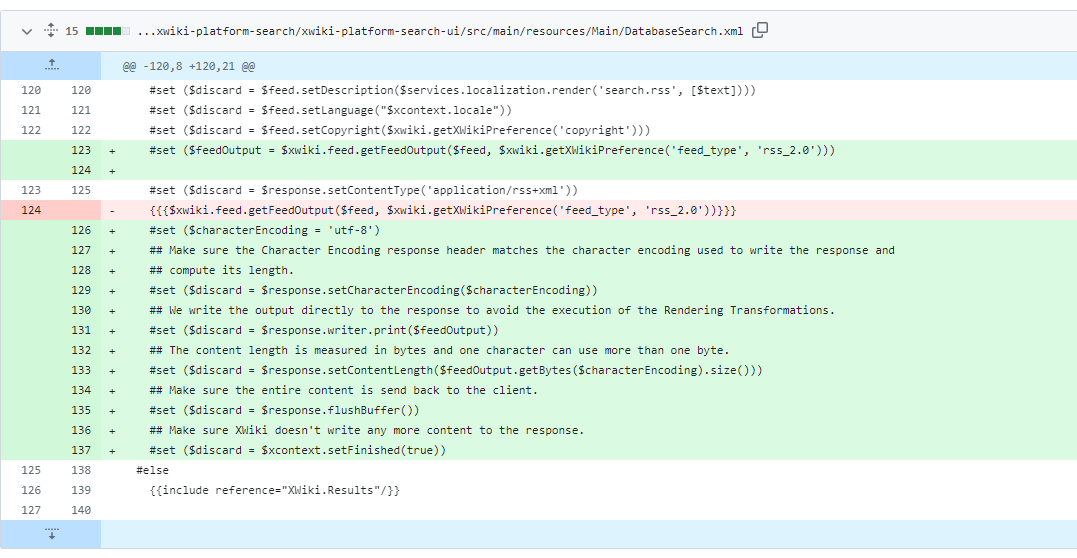 15 ...xwiki-platform-search/xwiki-platform-search-ui/src/main/resources/Main/DatabaseSearch.xml
@@ -120,8 +120,21 @@
120 120 #set ($discard = $feed.setDescription($services.localization.render('search.rss', [$text])))
121 121 #set ($discard = $feed.setLanguage("$xcontext.locale"))
122 122 #set ($discard = $feed.setCopyright($xwiki.getXWikiPreference('copyright')))
123 + #set ($feedOutput = $xwiki.feed.getFeedOutput($feed, $xwiki.getXWikiPreference('feed_type', 'rss_2.0')))
124 +
123 125 #set ($discard = $response.setContentType('application/rss+xml'))
124 - {{{$xwiki.feed.getFeedOutput($feed, $xwiki.getXWikiPreference('feed_type', 'rss_2.0'))}}}
126 + #set ($characterEncoding = 'utf-8')
127 + ## Make sure the Character Encoding response header matches the character encoding used to write the response and
128 + ## compute its length.
129 + #set ($discard = $response.setCharacterEncoding($characterEncoding))
130 + ## We write the output directly to the response to avoid the execution of the Rendering Transformations.
131 + #set ($discard = $response.writer.print($feedOutput))
132 + ## The content length is measured in bytes and one character can use more than one byte.
133 + #set ($discard = $response.setContentLength($feedOutput.getBytes($characterEncoding).size()))
134 + ## Make sure the entire content is send back to the client.
135 + #set ($discard = $response.flushBuffer())
136 + ## Make sure XWiki doesn't write any more content to the response.
137 + #set ($discard = $xcontext.setFinished(true))
125 138 #else
126 139 {{include reference="XWiki.Results"/}}
127 140